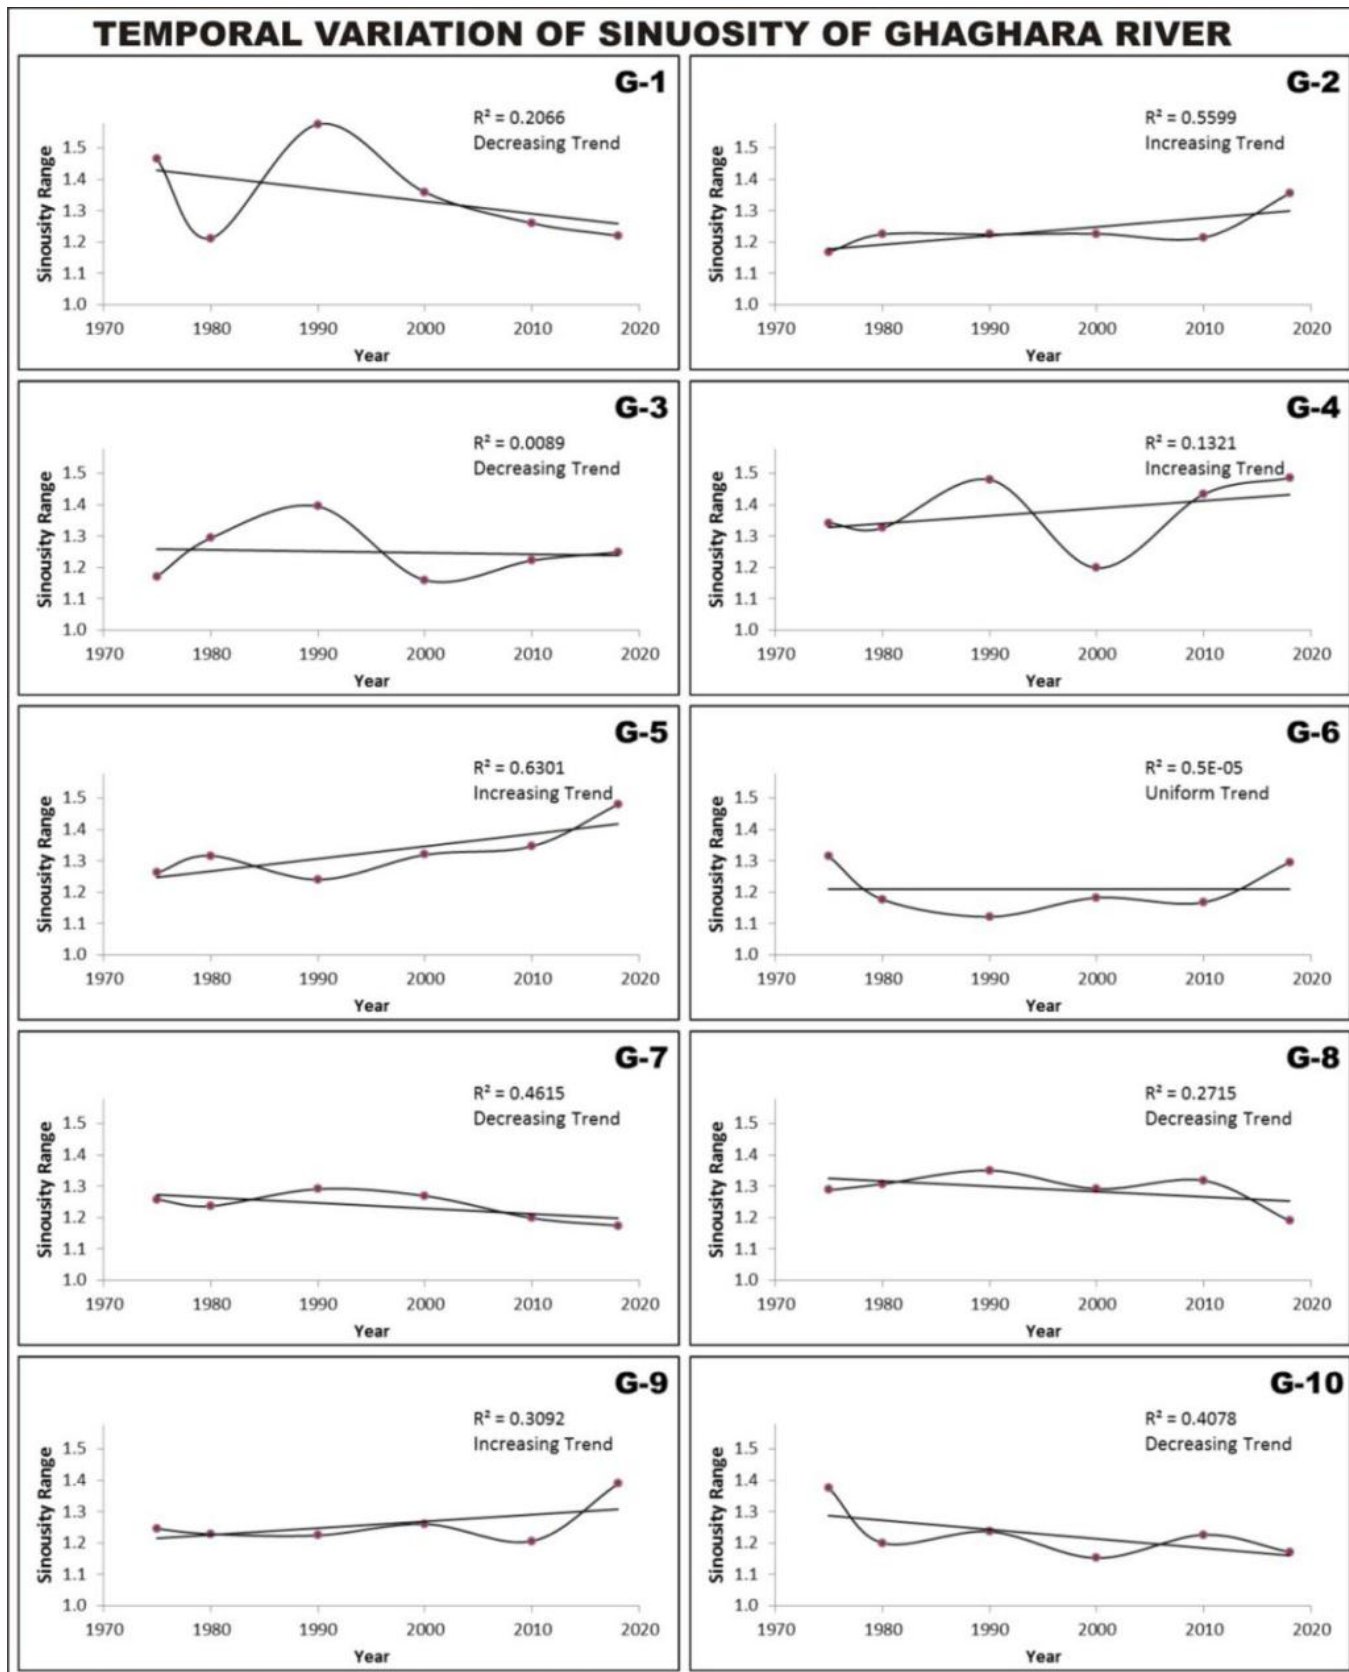 TEMPORAL VARIATION OF SINUOSITY OF GHAGHARA RIVER
G-1
R² = 0.2066
Decreasing Trend
Sinousity Range
1.5
1.4
1.3
1.2
1.1
1.0
1970 1980 1990 2000 2010 2020
Year
G-2
R² = 0.5599
Increasing Trend
Sinousity Range
1.5
1.4
1.3
1.2
1.1
1.0
1970 1980 1990 2000 2010 2020
Year
G-3
R² = 0.0089
Decreasing Trend
Sinousity Range
1.5
1.4
1.3
1.2
1.1
1.0
1970 1980 1990 2000 2010 2020
Year
G-4
R² = 0.1321
Increasing Trend
Sinousity Range
1.5
1.4
1.3
1.2
1.1
1.0
1970 1980 1990 2000 2010 2020
Year
G-5
R² = 0.6301
Increasing Trend
Sinousity Range
1.5
1.4
1.3
1.2
1.1
1.0
1970 1980 1990 2000 2010 2020
Year
G-6
R² = 0.5E-05
Uniform Trend
Sinousity Range
1.5
1.4
1.3
1.2
1.1
1.0
1970 1980 1990 2000 2010 2020
Year
G-7
R² = 0.4615
Decreasing Trend
Sinousity Range
1.5
1.4
1.3
1.2
1.1
1.0
1970 1980 1990 2000 2010 2020
Year
G-8
R² = 0.2715
Decreasing Trend
Sinousity Range
1.5
1.4
1.3
1.2
1.1
1.0
1970 1980 1990 2000 2010 2020
Year
G-9
R² = 0.3092
Increasing Trend
Sinousity Range
1.5
1.4
1.3
1.2
1.1
1.0
1970 1980 1990 2000 2010 2020
Year
G-10
R² = 0.4078
Decreasing Trend
Sinousity Range
1.5
1.4
1.3
1.2
1.1
1.0
1970 1980 1990 2000 2010 2020
Year